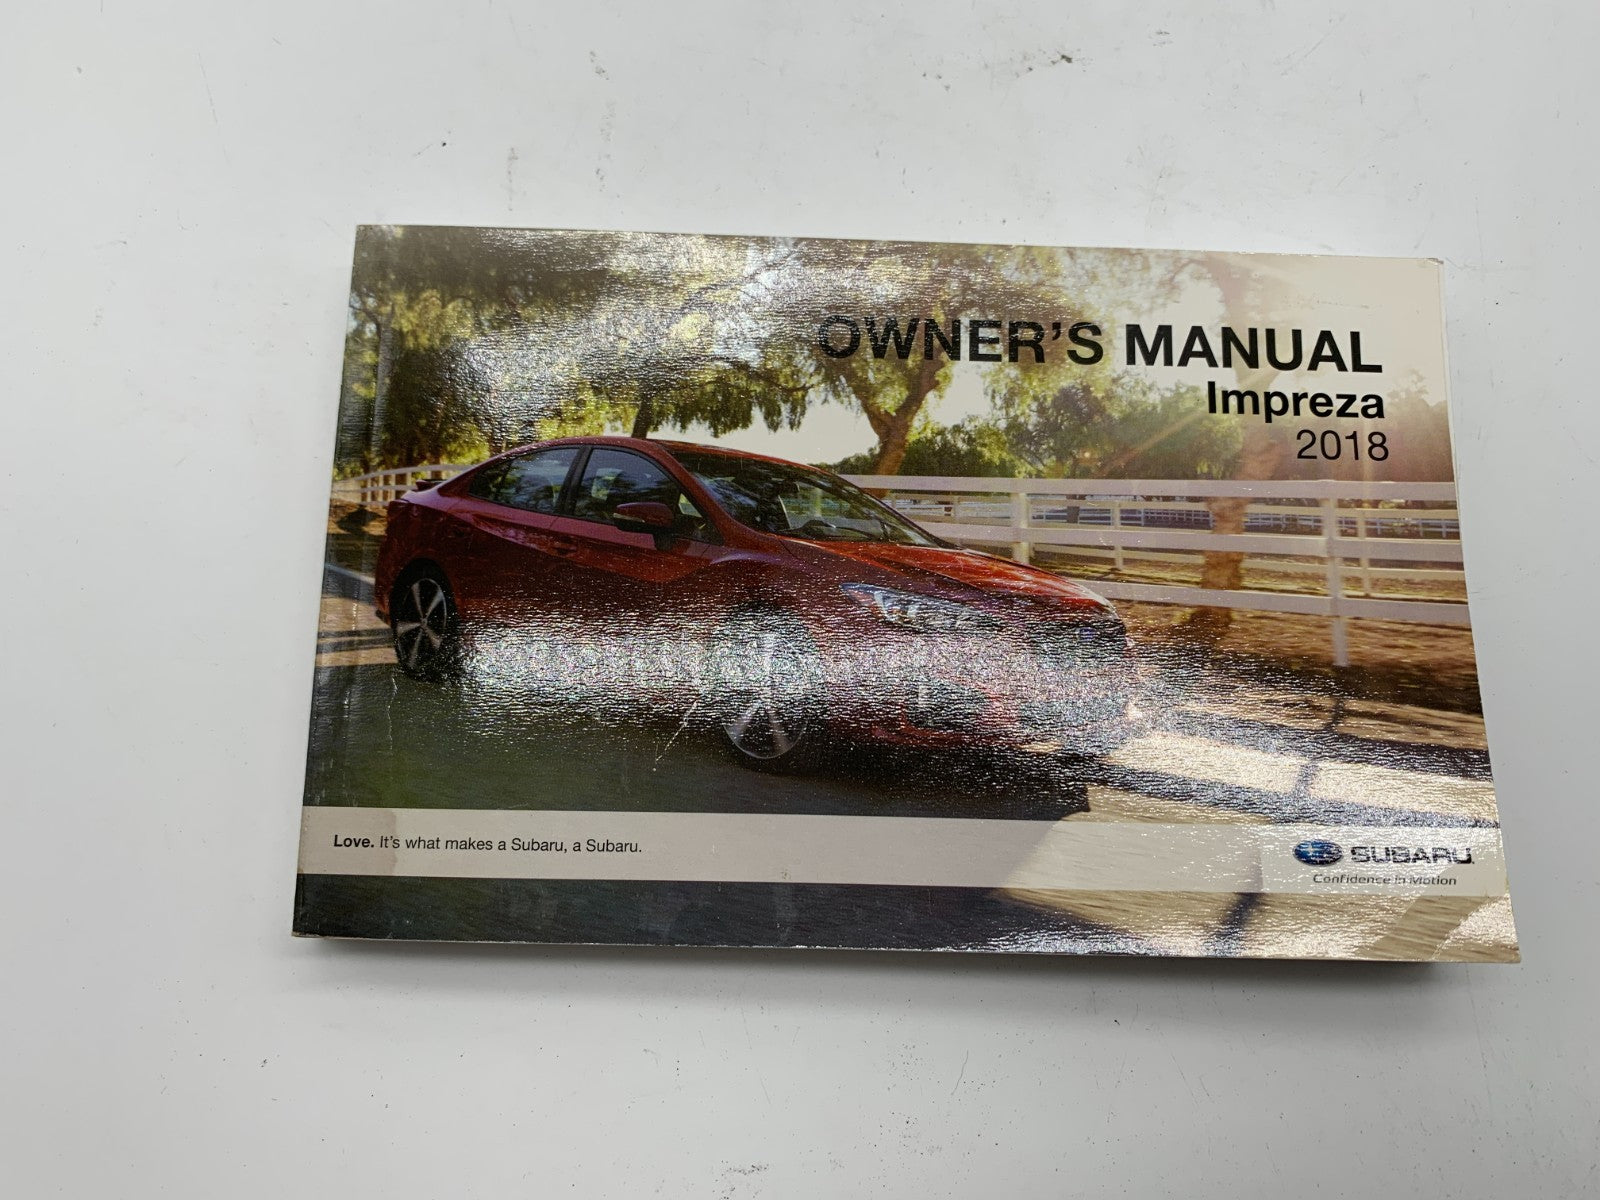 OWNER'S MANUAL
Impreza
2018
Love. It's what makes a Subaru, a Subaru.
SUBARU
Confidence in Motion